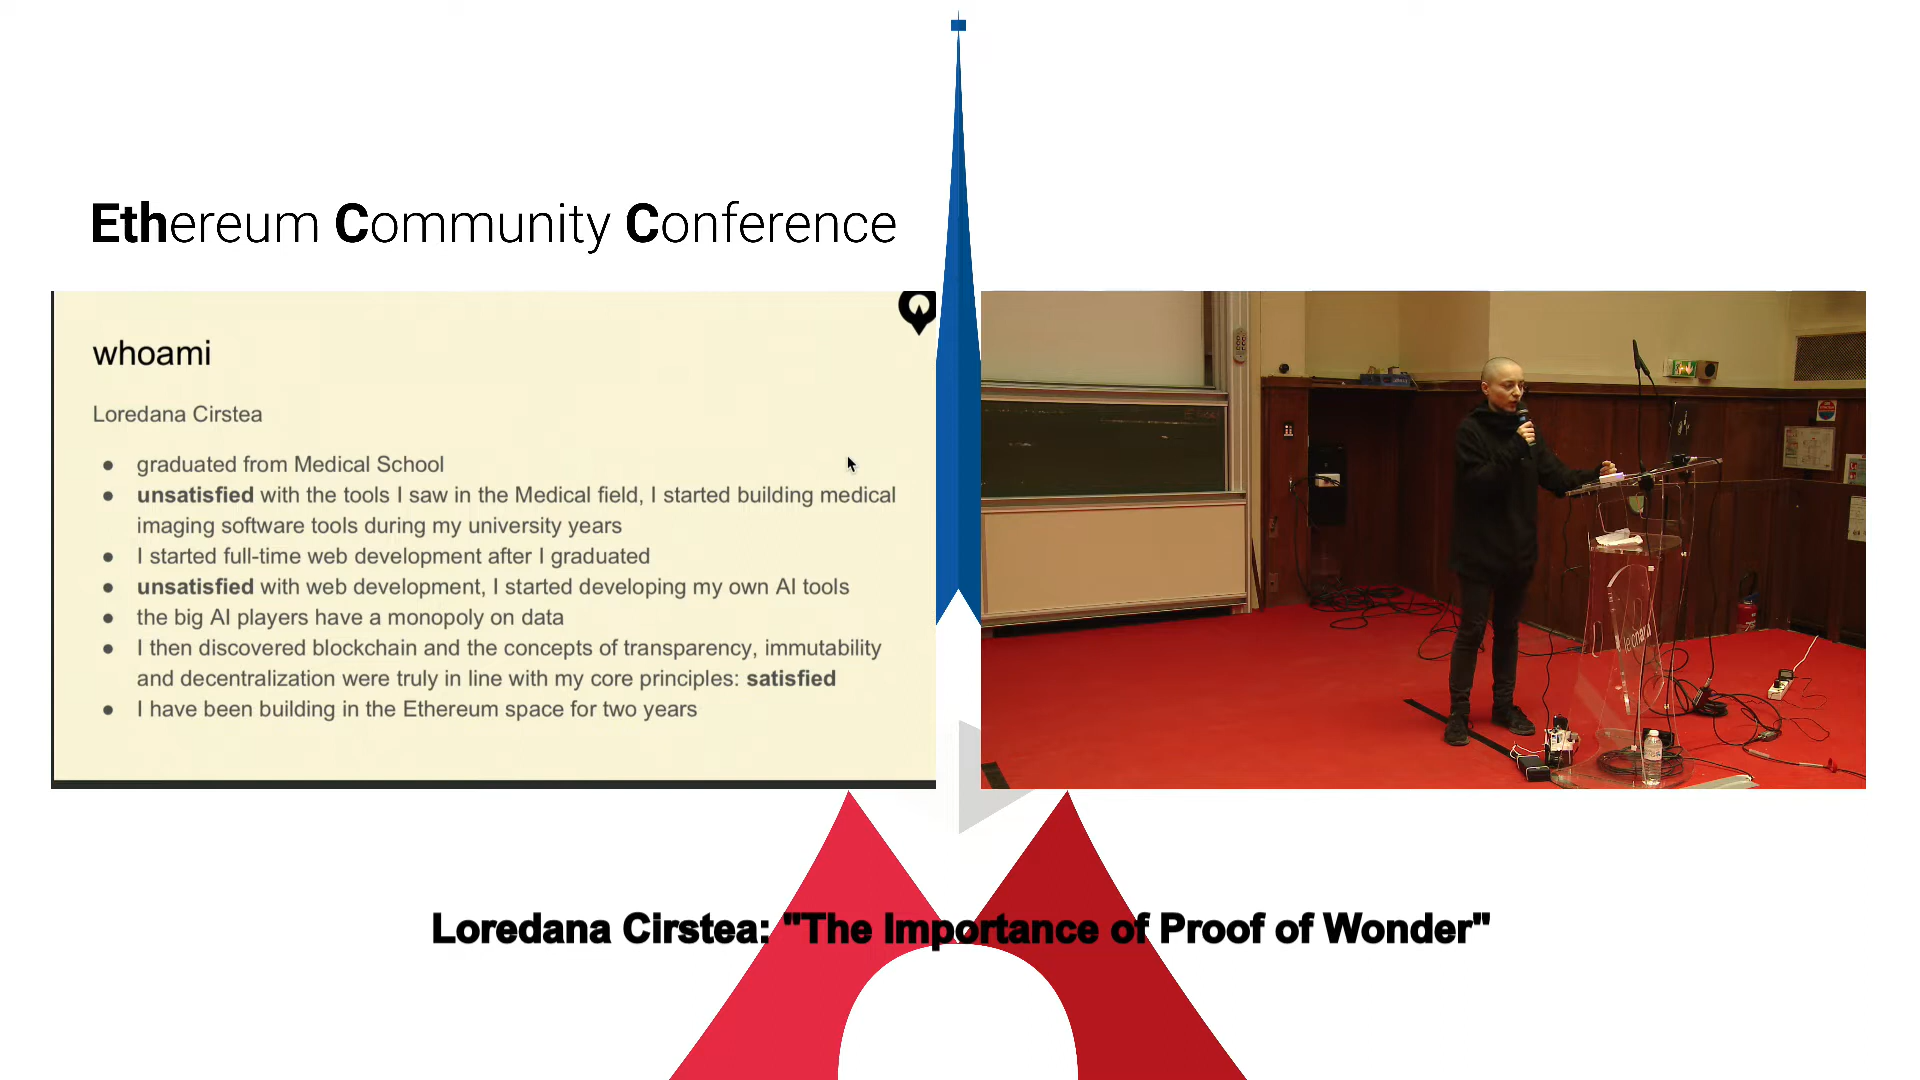 Ethereum Community Conference
whoami
Loredana Cirstea
● graduated from Medical School
● unsatisfied with the tools I saw in the Medical field, I started building medical
imaging software tools during my university years
● I started full-time web development after I graduated
● unsatisfied with web development, I started developing my own AI tools
● the big AI players have a monopoly on data
● I then discovered blockchain and the concepts of transparency, immutability
and decentralization were truly in line with my core principles: satisfied
● I have been building in the Ethereum space for two years
Loredana Cirstea: "The Importance of Proof of Wonder"